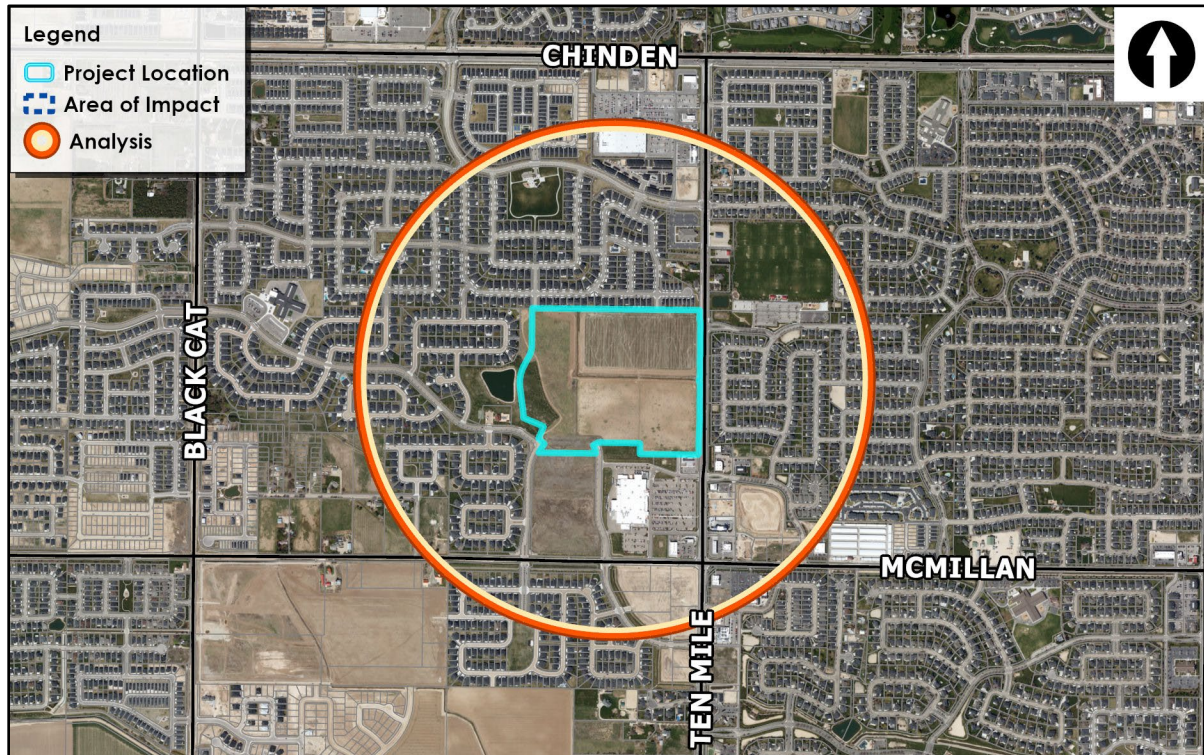 Legend
Project Location
Area of Impact
Analysis
CHINDEN
BLACK CAT
MCMILLAN
TEN MILE